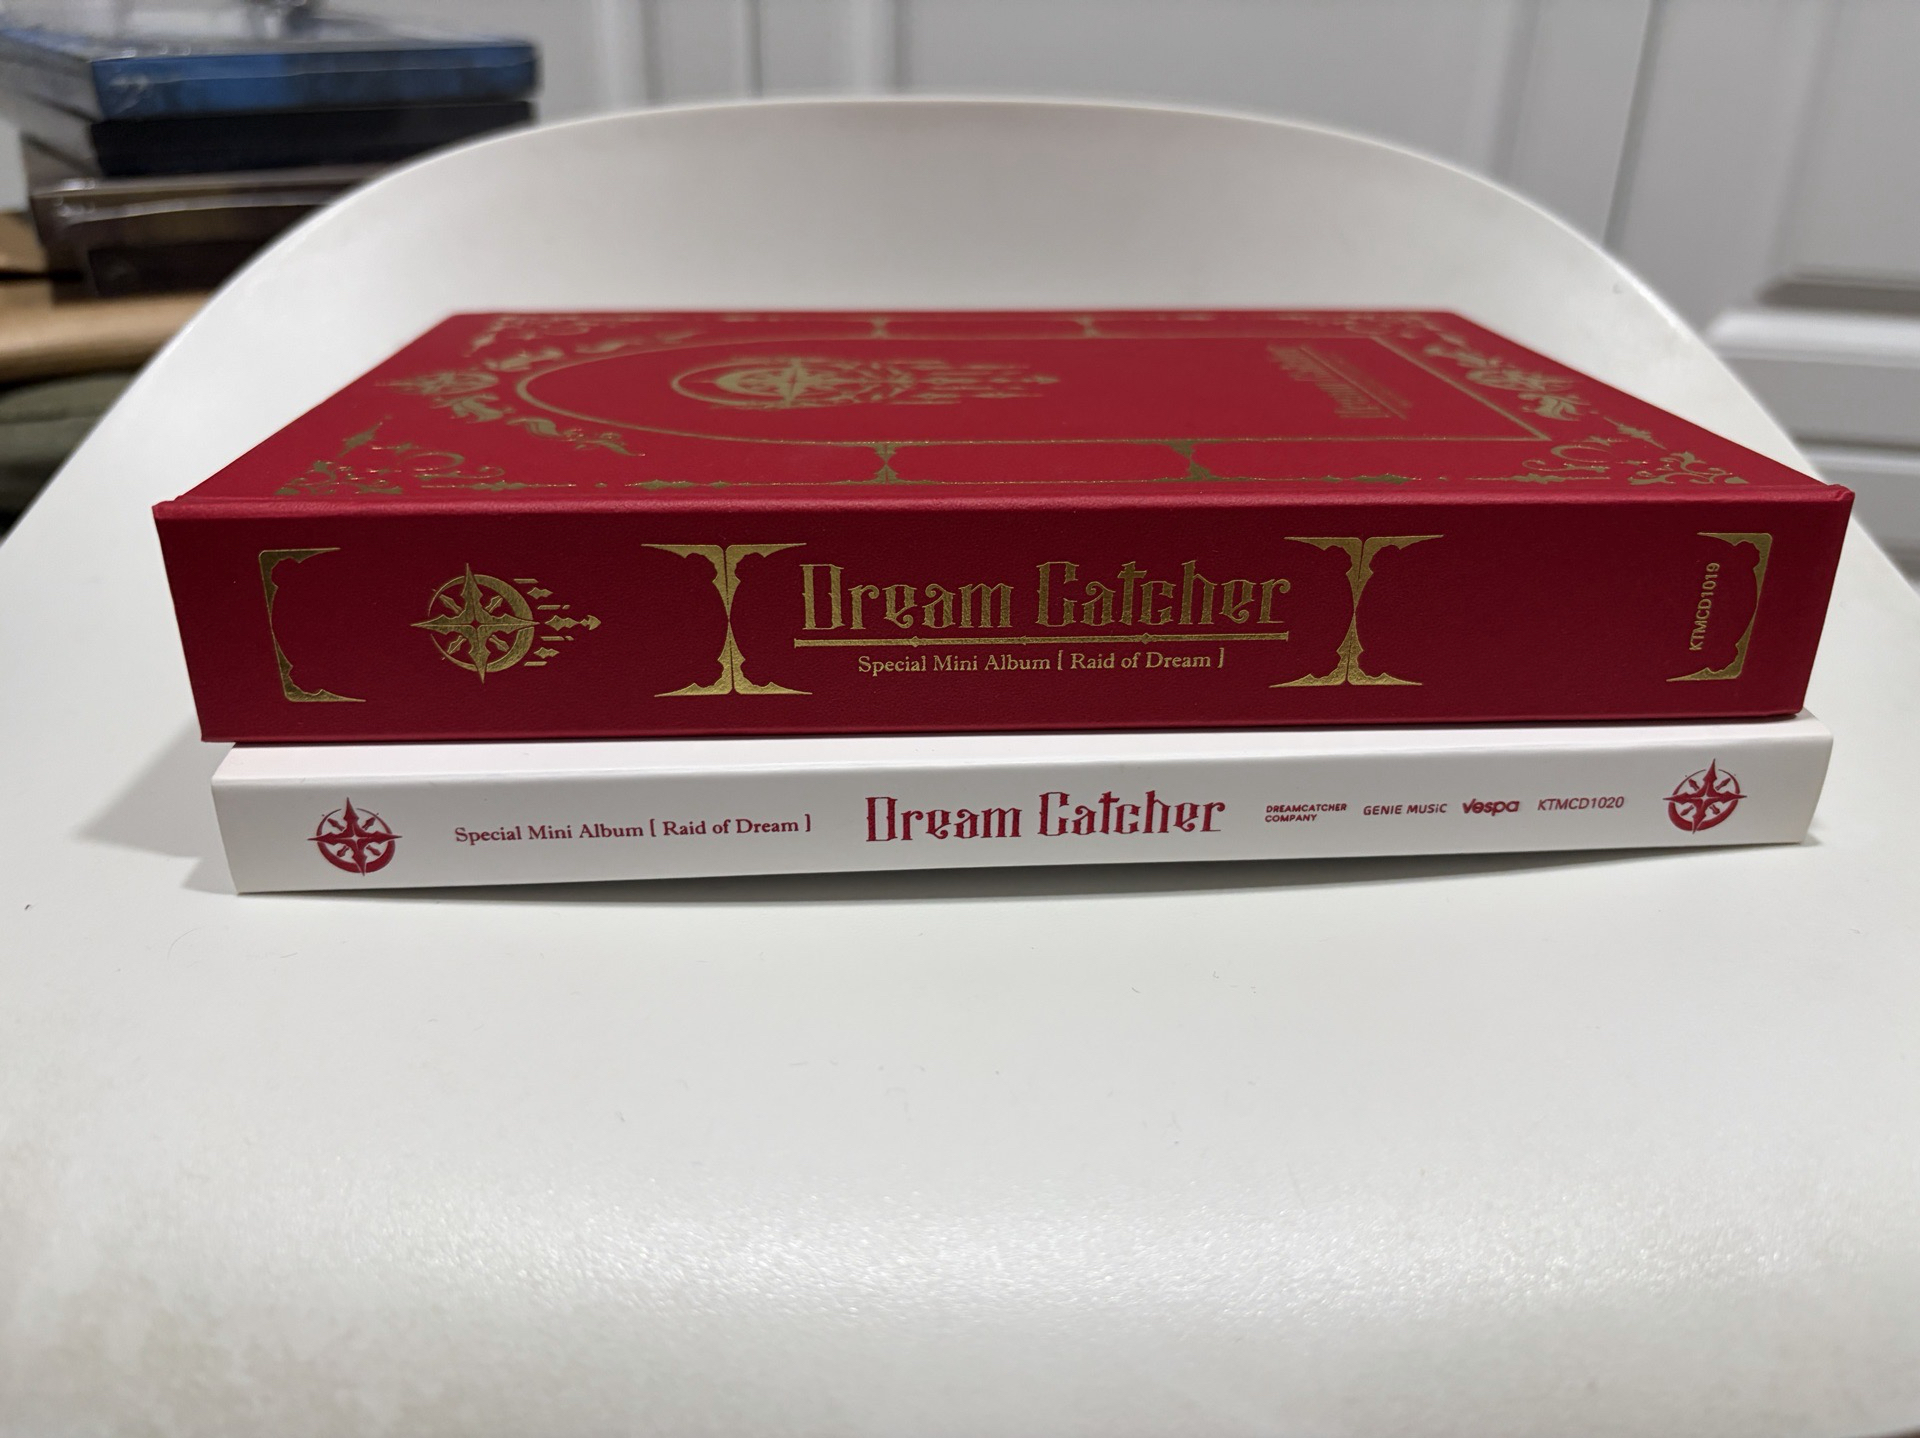 Dream Catcher
Special Mini Album [ Raid of Dream ]
KTMCD1019
Special Mini Album [ Raid of Dream ]
Dream Catcher
DREAMCATCHER
COMPANY
GENIE MUSIC
vespa
KTMCD1020